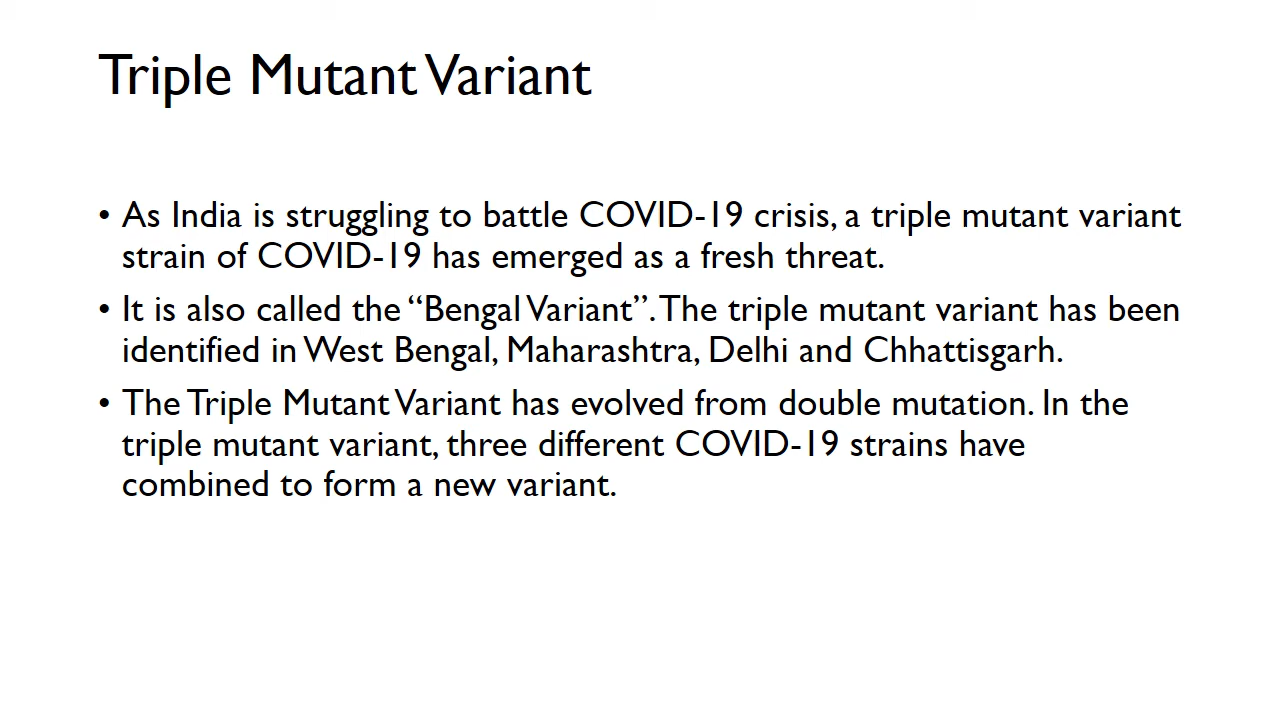 Triple Mutant Variant
• As India is struggling to battle COVID-19 crisis, a triple mutant variant
strain of COVID-19 has emerged as a fresh threat.
• It is also called the “Bengal Variant”. The triple mutant variant has been
identified in West Bengal, Maharashtra, Delhi and Chhattisgarh.
• The Triple Mutant Variant has evolved from double mutation. In the
triple mutant variant, three different COVID-19 strains have
combined to form a new variant.